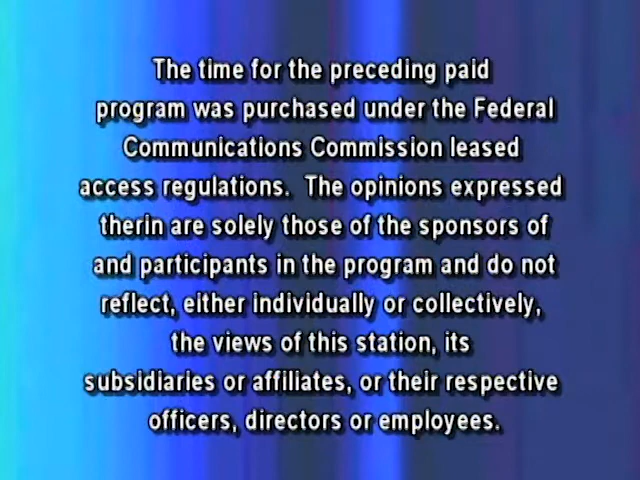 The time for the preceding paid
program was purchased under the Federal
Communications Commission leased
access regulations.  The opinions expressed
therin are solely those of the sponsors of
and participants in the program and do not
reflect, either individually or collectively,
the views of this station, its
subsidiaries or affiliates, or their respective
officers, directors or employees.